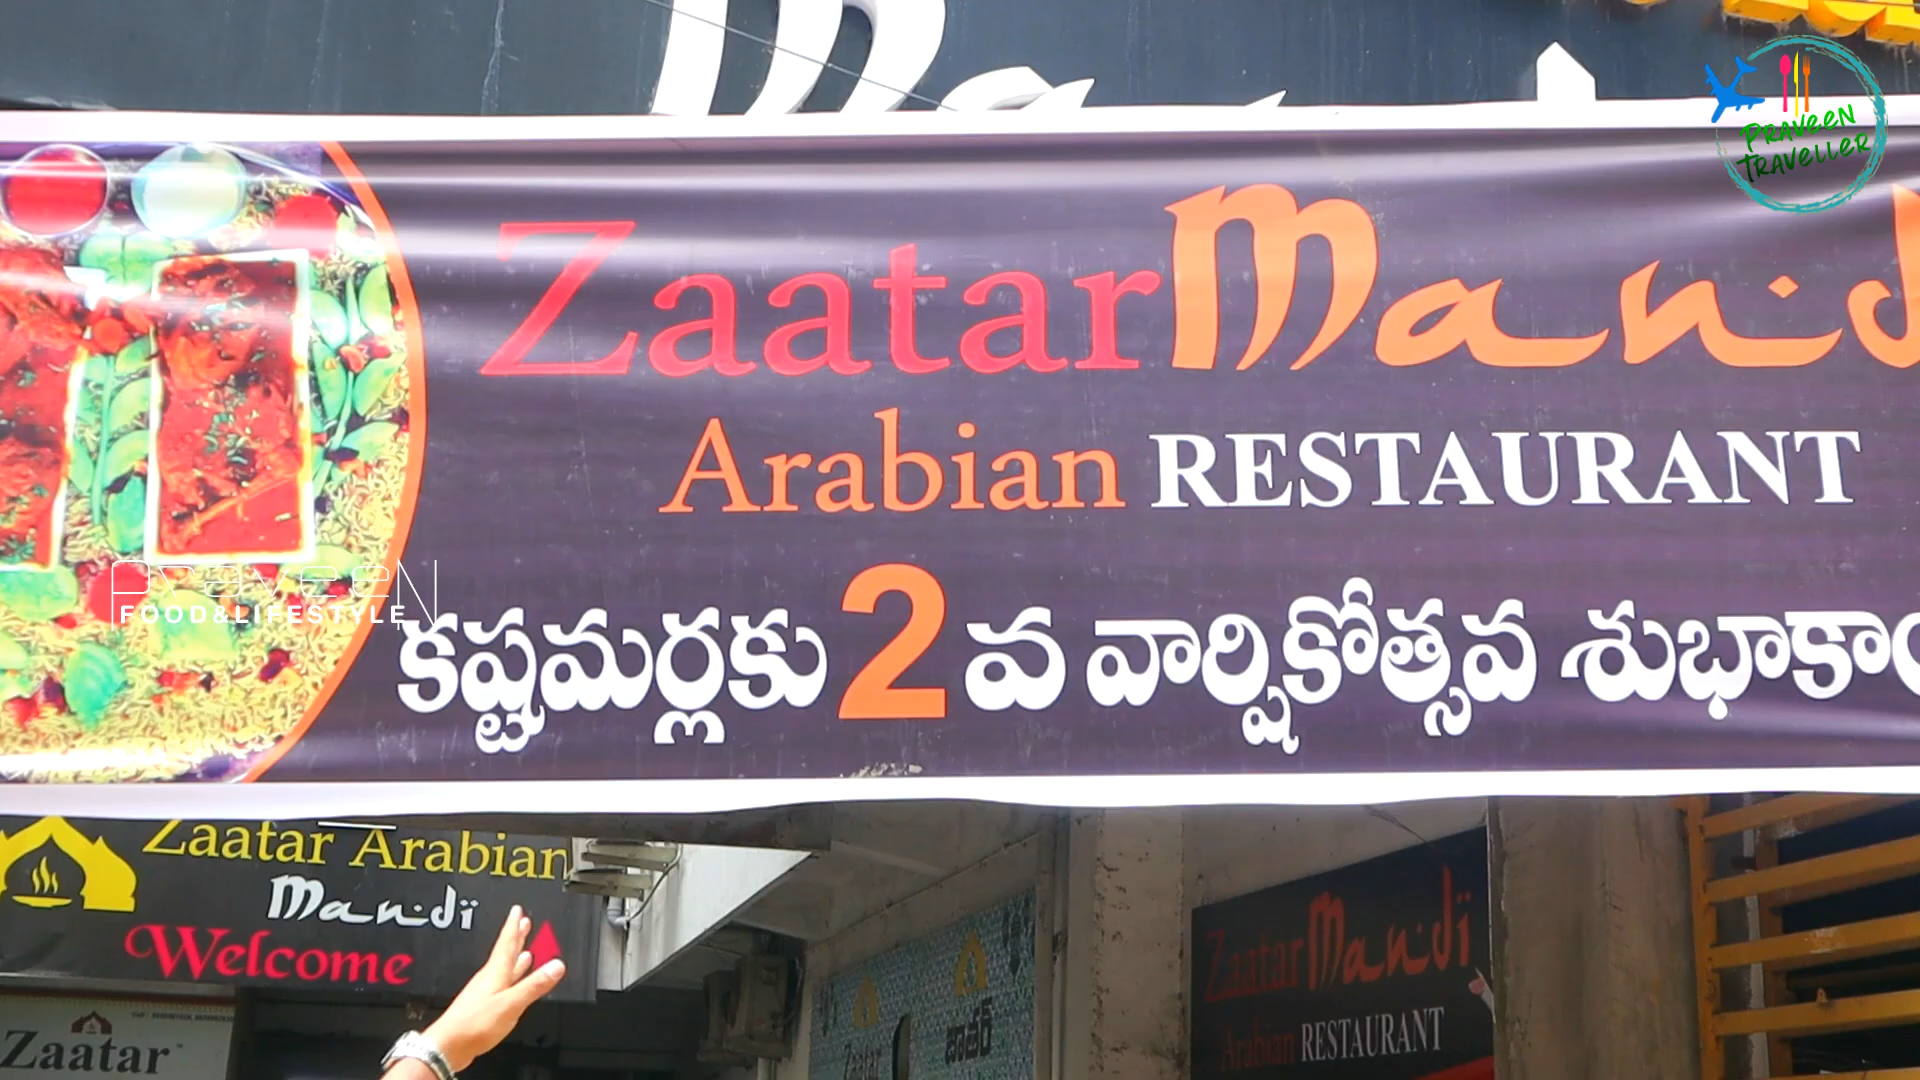 PRAVEEN
TRAVELLER
Zaatar Mandi
Arabian RESTAURANT
praveeN
FOOD&LIFESTYLE
కష్టమర్లకు 2 వ వార్షికోత్సవ శుభాకాం
Zaatar Arabian
Mandi
Welcome
Zaatar
Zaatar Mandi
Arabian RESTAURANT
Zaatar